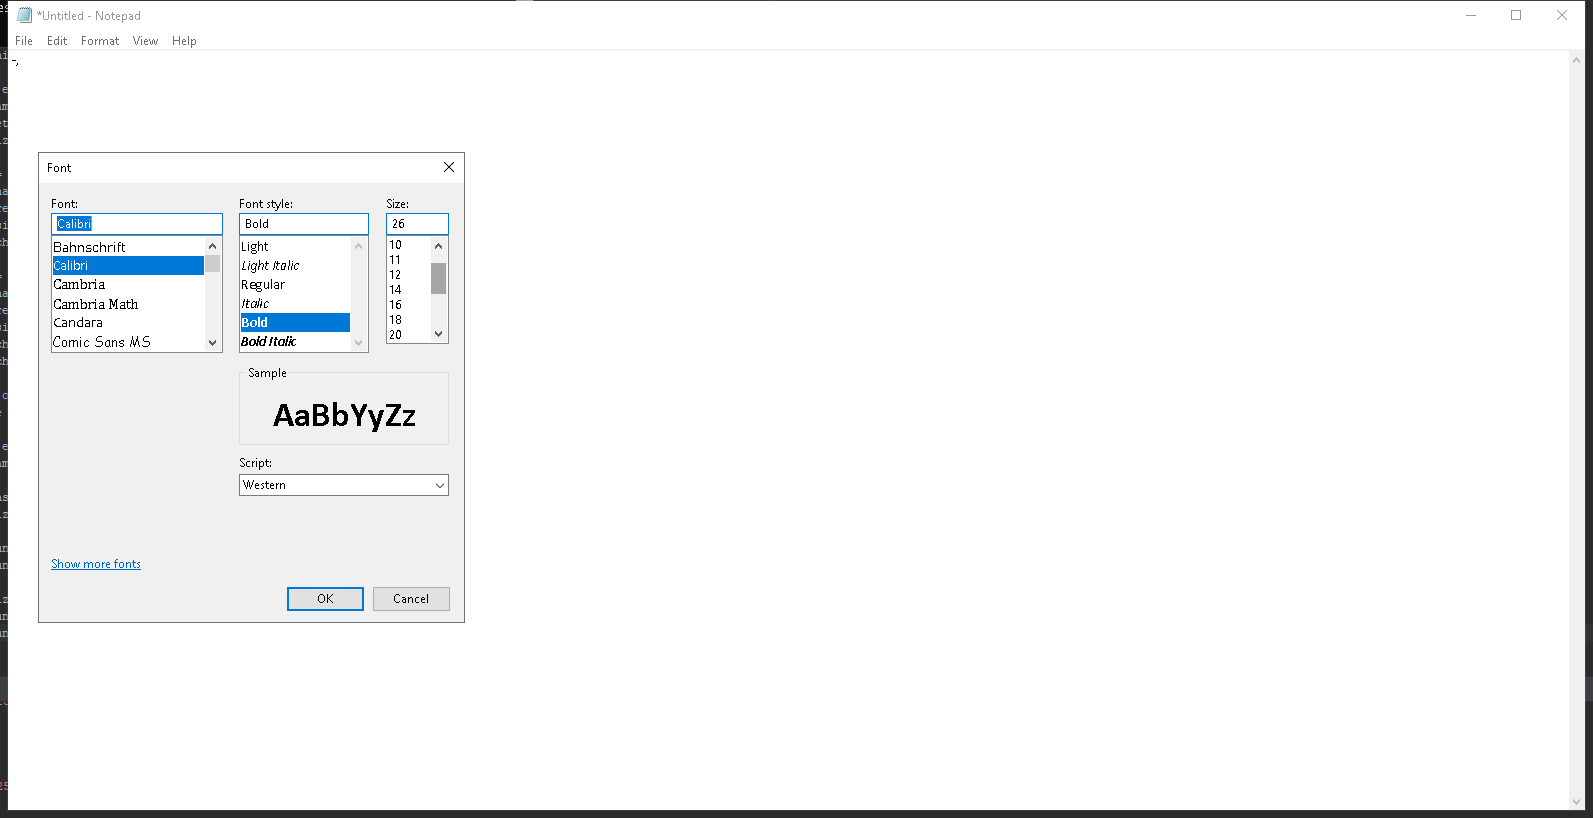 *Untitled - Notepad
File Edit Format View Help
-,
Font
Font: Font style: Size:
Calibri Bold 26
Bahnschrift
Calibri
Cambria
Cambria Math
Candara
Comic Sans MS
Light
Light Italic
Regular
Italic
Bold
Bold Italic
10
11
12
14
16
18
20
Sample
AaBbYyZz
Script:
Western
Show more fonts
OK Cancel